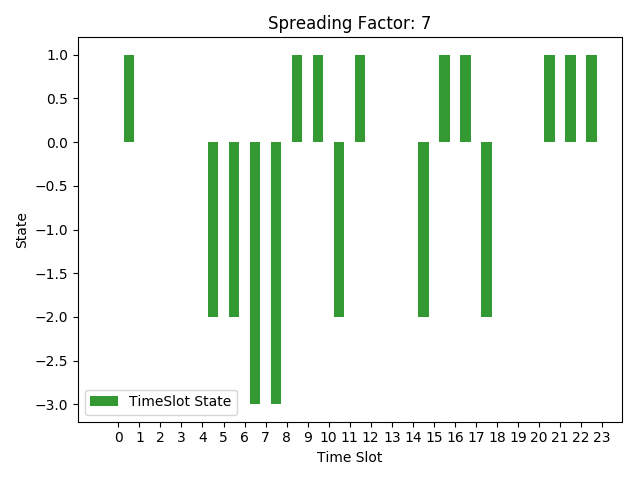 Spreading Factor: 7
State
1.0
0.5
0.0
−0.5
−1.0
−1.5
−2.0
−2.5
−3.0
TimeSlot State
0 1 2 3 4 5 6 7 8 9 10 11 12 13 14 15 16 17 18 19 20 21 22 23
Time Slot